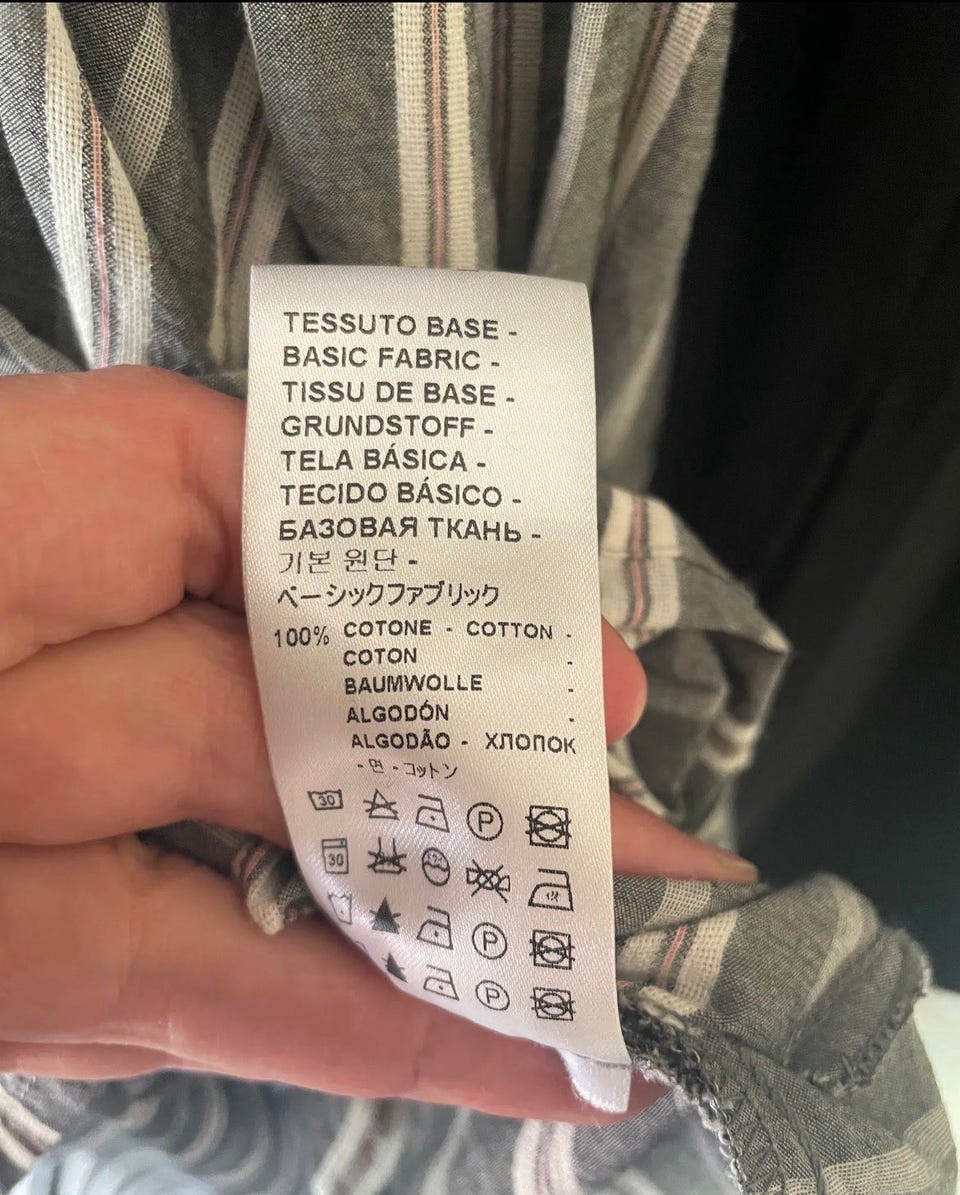 TESSUTO BASE -
BASIC FABRIC -
TISSU DE BASE -
GRUNDSTOFF -
TELA BÁSICA -
TECIDO BÁSICO -
БАЗОВАЯ ТКАНЬ -
기본 원단 -
ベーシックファブリック
100% COTONE - COTTON -
COTON -
BAUMWOLLE -
ALGODÓN -
ALGODÃO - ХЛОПОК
- 면 - コットン
30 P
30
P
P